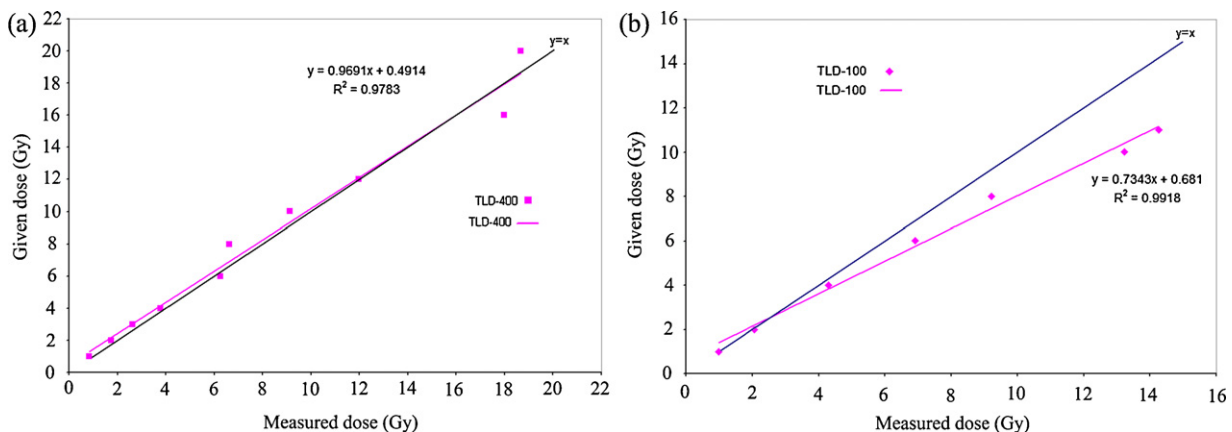 (a)
22
20
18
16
14
12
10
8
6
4
2
0
Given dose (Gy)
y=x
y = 0.9691x + 0.4914
R² = 0.9783
TLD-400
TLD-400
0 2 4 6 8 10 12 14 16 18 20 22
Measured dose (Gy)
(b)
16
14
12
10
8
6
4
2
0
Given dose (Gy)
y=x
TLD-100
TLD-100
y = 0.7343x + 0.681
R² = 0.9918
0 2 4 6 8 10 12 14 16
Measured dose (Gy)